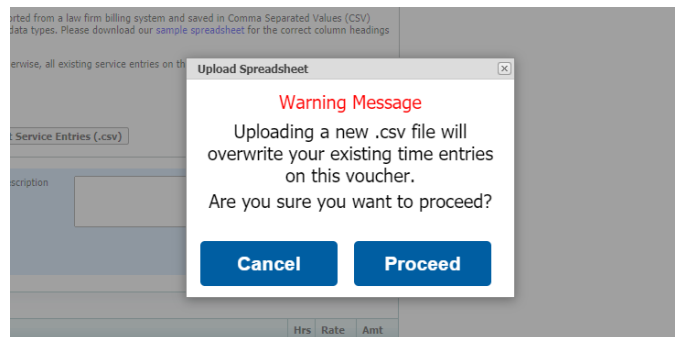 orted from a law firm billing system and saved in Comma Separated Values (CSV)
data types. Please download our sample spreadsheet for the correct column headings
erwise, all existing service entries on th
Upload Spreadsheet
Warning Message
Uploading a new .csv file will
overwrite your existing time entries
on this voucher.
Are you sure you want to proceed?
Cancel Proceed
t Service Entries (.csv)
scription
Hrs Rate Amt